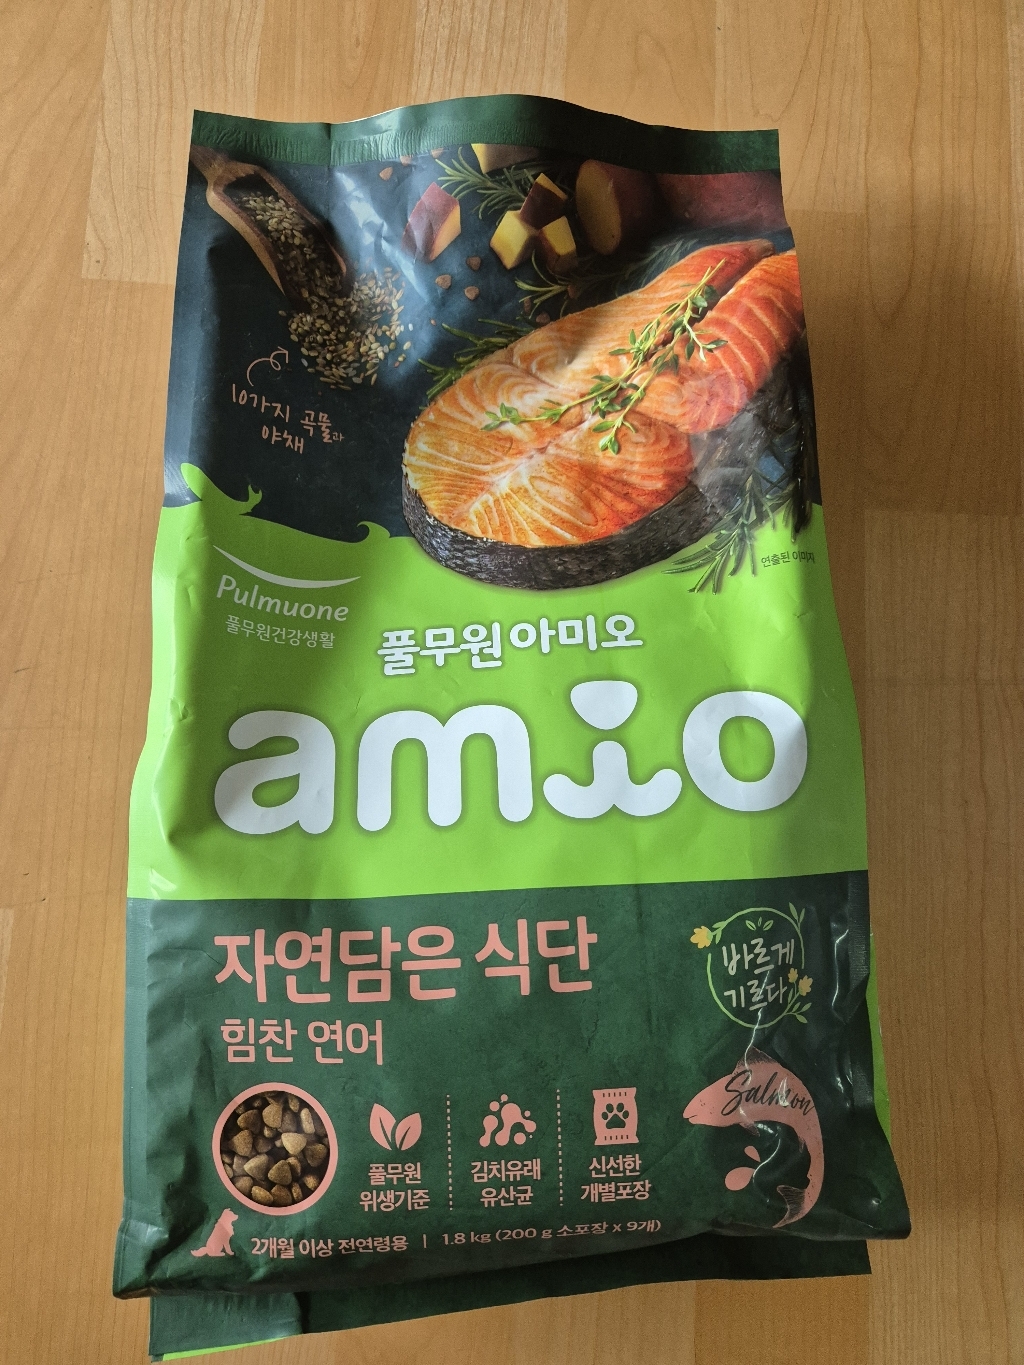 10가지 곡물과
야채
연출된 이미지
Pulmuone
풀무원건강생활
풀무원 아미오
amio
자연담은 식단
힘찬 연어
바르게
기르다
Salmon
풀무원
위생기준
김치유래
유산균
신선한
개별포장
2개월 이상 전연령용 | 1.8 kg (200 g 소포장 x 9개)